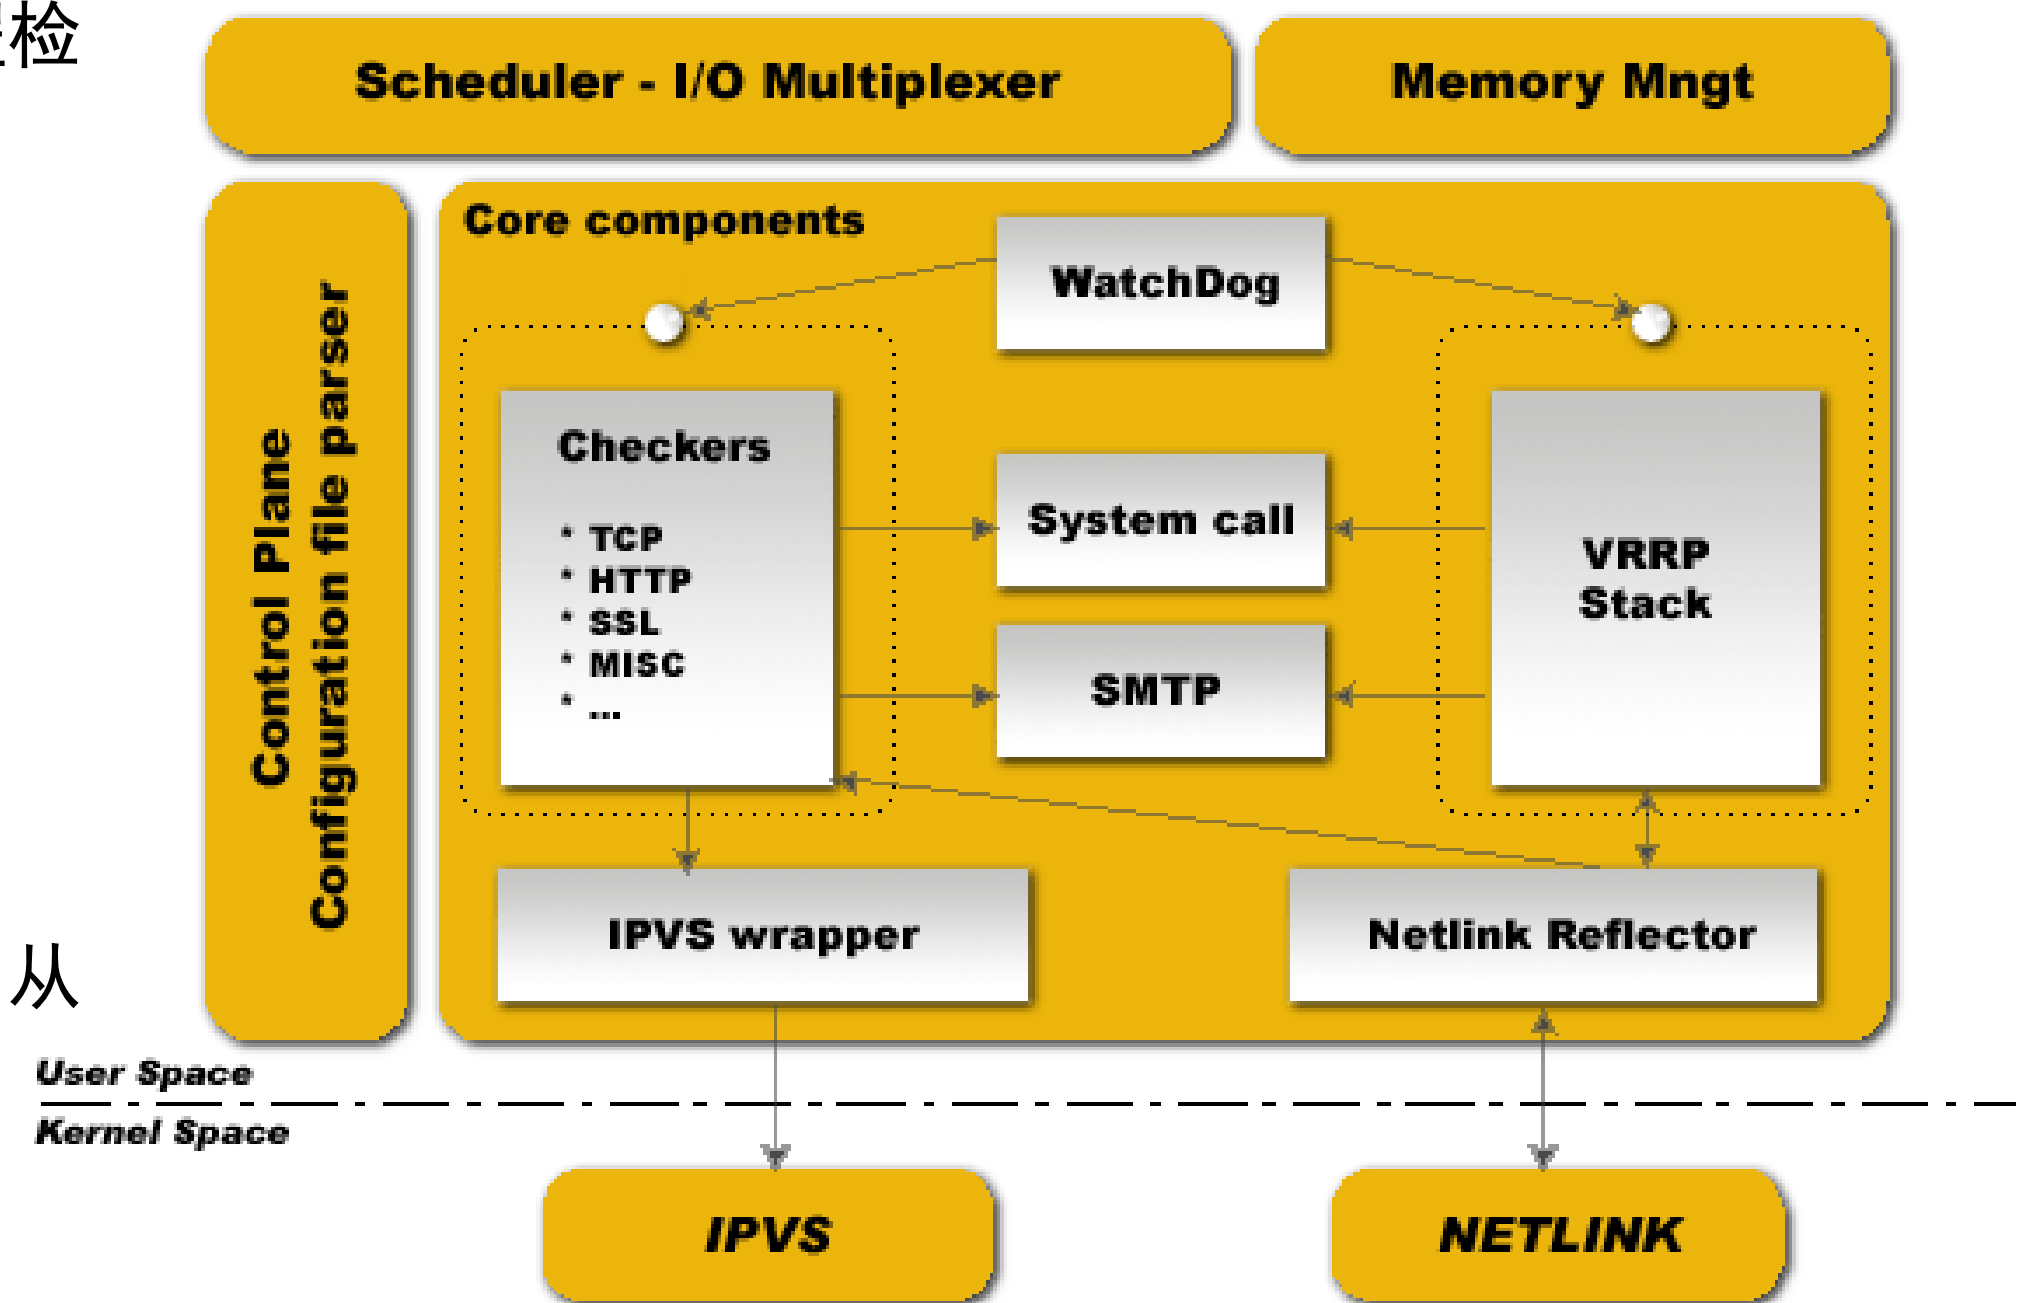 检
Scheduler - I/O Multiplexer
Memory Mngt
Control Plane
Configuration file parser
Core components
WatchDog
Checkers
* TCP
* HTTP
* SSL
* MISC
* ...
System call
SMTP
VRRP
Stack
IPVS wrapper
Netlink Reflector
从
User Space
Kernel Space
IPVS
NETLINK